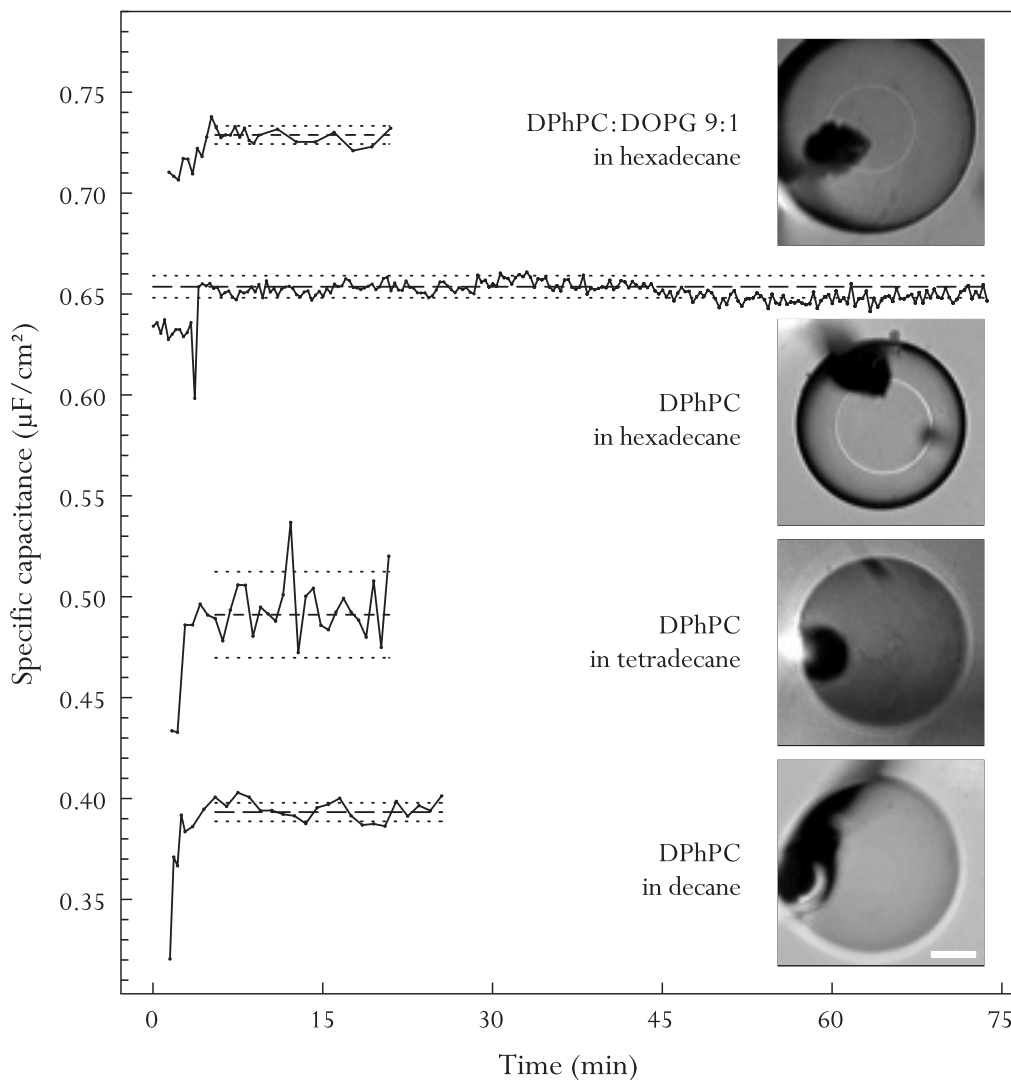 0.75
0.70
0.65
0.60
0.55
0.50
0.45
0.40
0.35
Specific capacitance (µF/cm²)
DPhPC:DOPG 9:1
in hexadecane
DPhPC
in hexadecane
DPhPC
in tetradecane
DPhPC
in decane
0
15
30
45
60
75
Time (min)